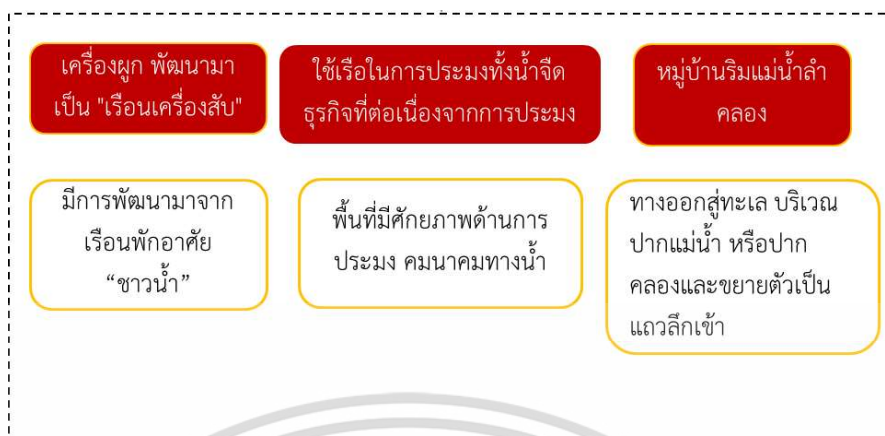 เครื่องผูก พัฒนามา
เป็น "เรือนเครื่องสับ"
ใช้เรือในการประมงทั้งน้ำจืด
ธุรกิจที่ต่อเนื่องจากการประมง
หมู่บ้านริมแม่น้ำลำ
คลอง
มีการพัฒนามาจาก
เรือนพักอาศัย
“ชาวน้ำ”
พื้นที่มีศักยภาพด้านการ
ประมง คมนาคมทางน้ำ
ทางออกสู่ทะเล บริเวณ
ปากแม่น้ำ หรือปาก
คลองและขยายตัวเป็น
แถวลึกเข้า